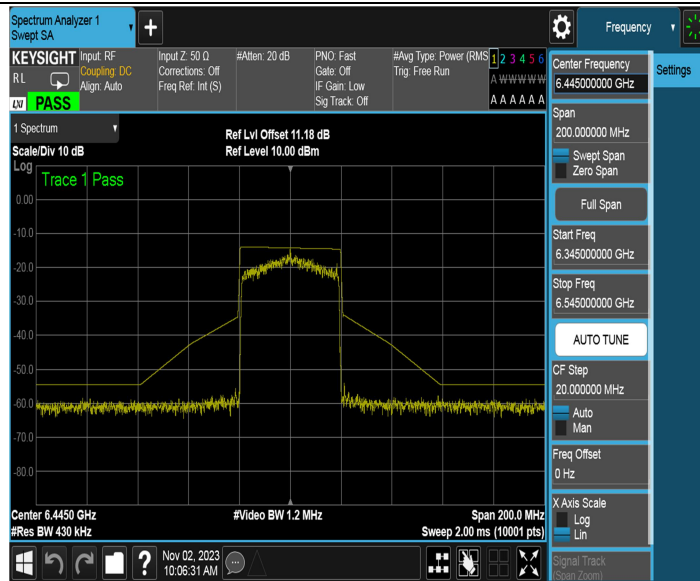 Spectrum Analyzer 1
Swept SA
+
Frequency
KEYSIGHT
RL
LXI PASS
Input: RF
Coupling: DC
Align: Auto
Input Z: 50 Ω
Corrections: Off
Freq Ref: Int (S)
#Atten: 20 dB
PNO: Fast
Gate: Off
IF Gain: Low
Sig Track: Off
#Avg Type: Power (RMS
Trig: Free Run
1 2 3 4 5 6
A W W W W W
A A A A A A
Center Frequency
6.445000000 GHz
Settings
Span
200.000000 MHz
Swept Span
Zero Span
Full Span
Start Freq
6.345000000 GHz
Stop Freq
6.545000000 GHz
AUTO TUNE
CF Step
20.000000 MHz
Auto
Man
Freq Offset
0 Hz
X Axis Scale
Log
Lin
Signal Track
(Span Zoom)
1 Spectrum
Scale/Div 10 dB
Log
Ref Lvl Offset 11.18 dB
Ref Level 10.00 dBm
Trace 1 Pass
0.00
-10.0
-20.0
-30.0
-40.0
-50.0
-60.0
-70.0
-80.0
Center 6.4450 GHz
#Res BW 430 kHz
#Video BW 1.2 MHz
Span 200.0 MHz
Sweep 2.00 ms (10001 pts)
?
Nov 02, 2023
10:06:31 AM